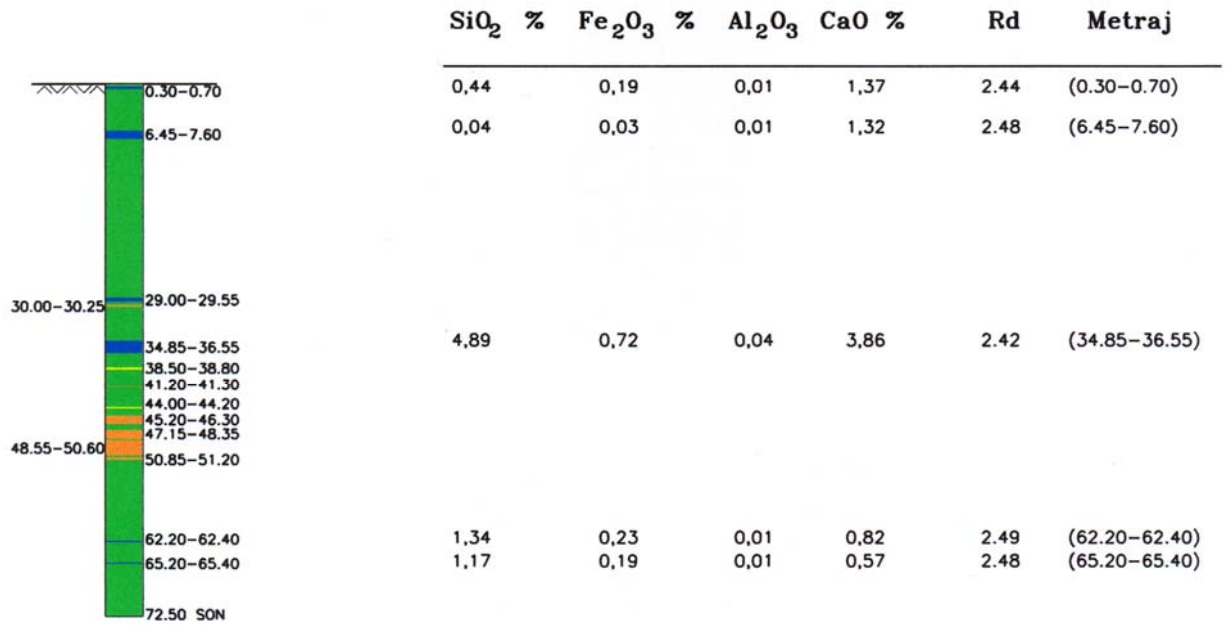 SiO2 % Fe2O3 % Al2O3 CaO % Rd Metraj
0.30-0.70 0,44 0,19 0,01 1,37 2.44 (0.30-0.70)
6.45-7.60 0,04 0,03 0,01 1,32 2.48 (6.45-7.60)
29.00-29.55
30.00-30.25
34.85-36.55 4,89 0,72 0,04 3,86 2.42 (34.85-36.55)
38.50-38.80
41.20-41.30
44.00-44.20
45.20-46.30
47.15-48.35
48.55-50.60
50.85-51.20
62.20-62.40 1,34 0,23 0,01 0,82 2.49 (62.20-62.40)
65.20-65.40 1,17 0,19 0,01 0,57 2.48 (65.20-65.40)
72.50 SON